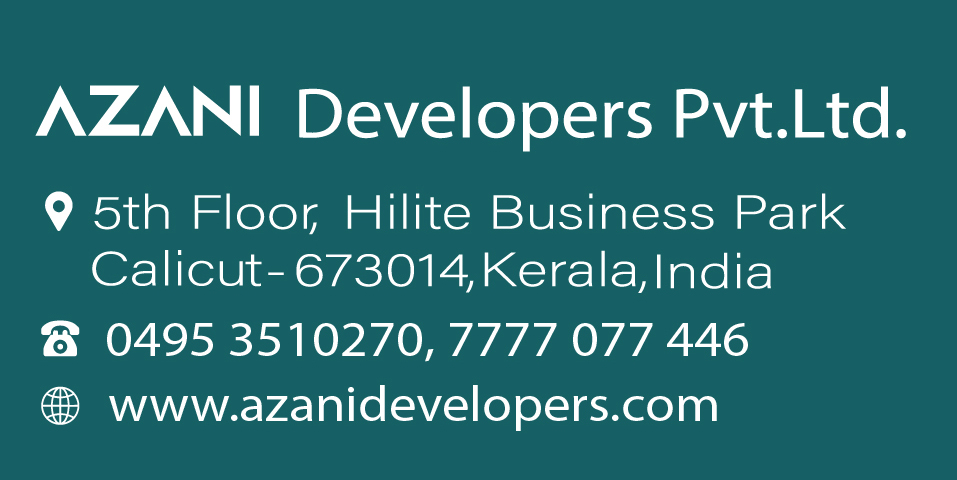 AZANI Developers Pvt.Ltd.
5th Floor, Hilite Business Park
Calicut-673014,Kerala,India
0495 3510270, 7777 077 446
www.azanidevelopers.com